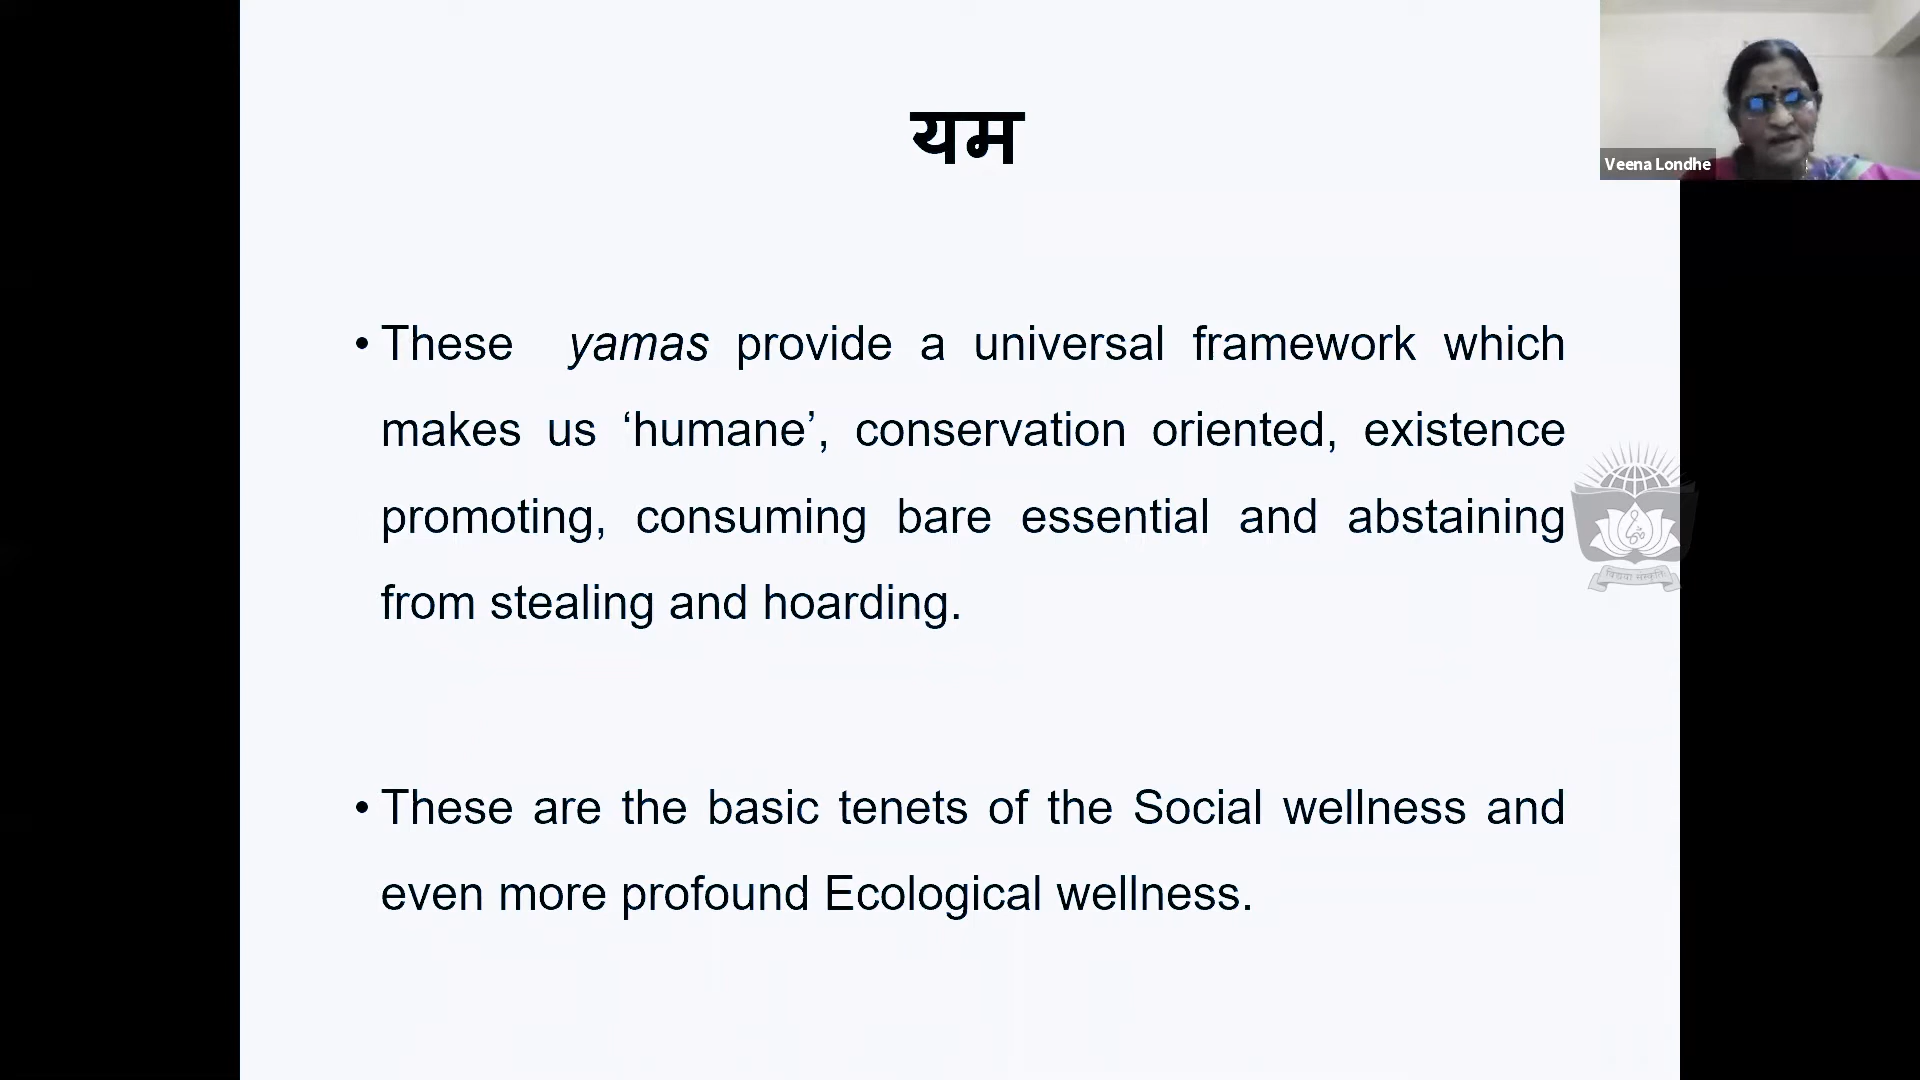 यम
Veena Londhe
• These yamas provide a universal framework which
makes us ‘humane’, conservation oriented, existence
promoting, consuming bare essential and abstaining
from stealing and hoarding.
• These are the basic tenets of the Social wellness and
even more profound Ecological wellness.